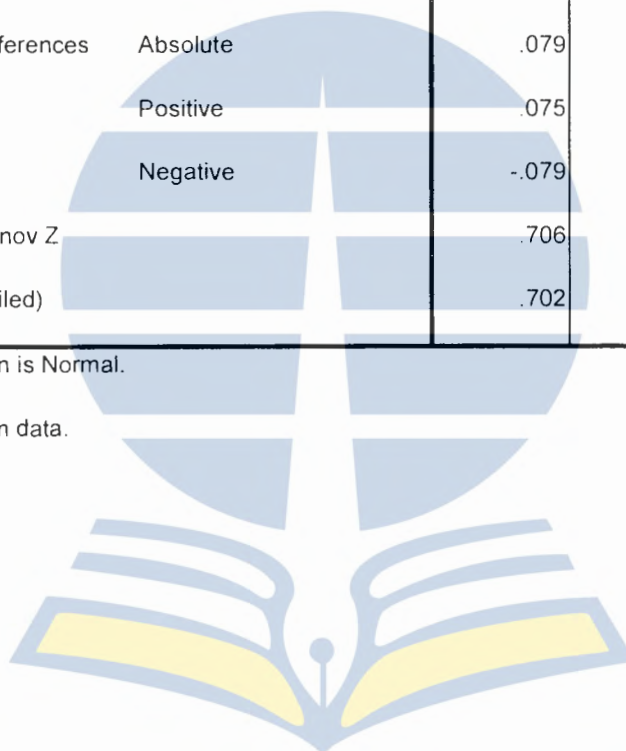 ferences Absolute .079
Positive .075
Negative -.079
nov Z .706
iled) .702
n is Normal.
n data.